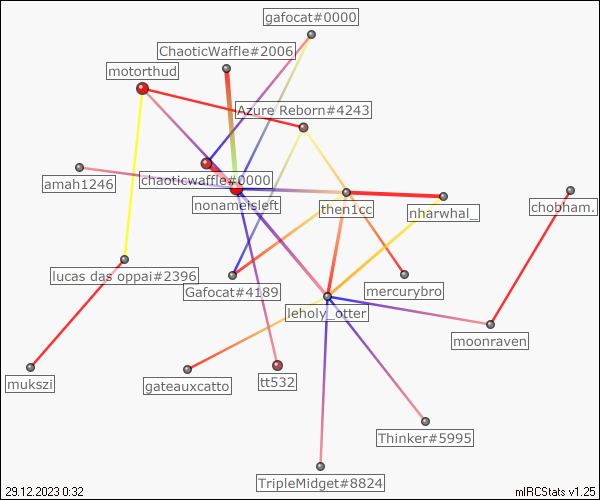 gafocat#0000
ChaoticWaffle#2006
motorthud
Azure Reborn#4243
chaoticwaffle#0000
amah1246
nonameisleft
then1cc
nharwhal_
chobham.
lucas das oppai#2396
Gafocat#4189
mercurybro
leholy_otter
moonraven
mukszi
gateauxcatto
tt532
Thinker#5995
TripleMidget#8824
29.12.2023 0:32
mIRCStats v1.25